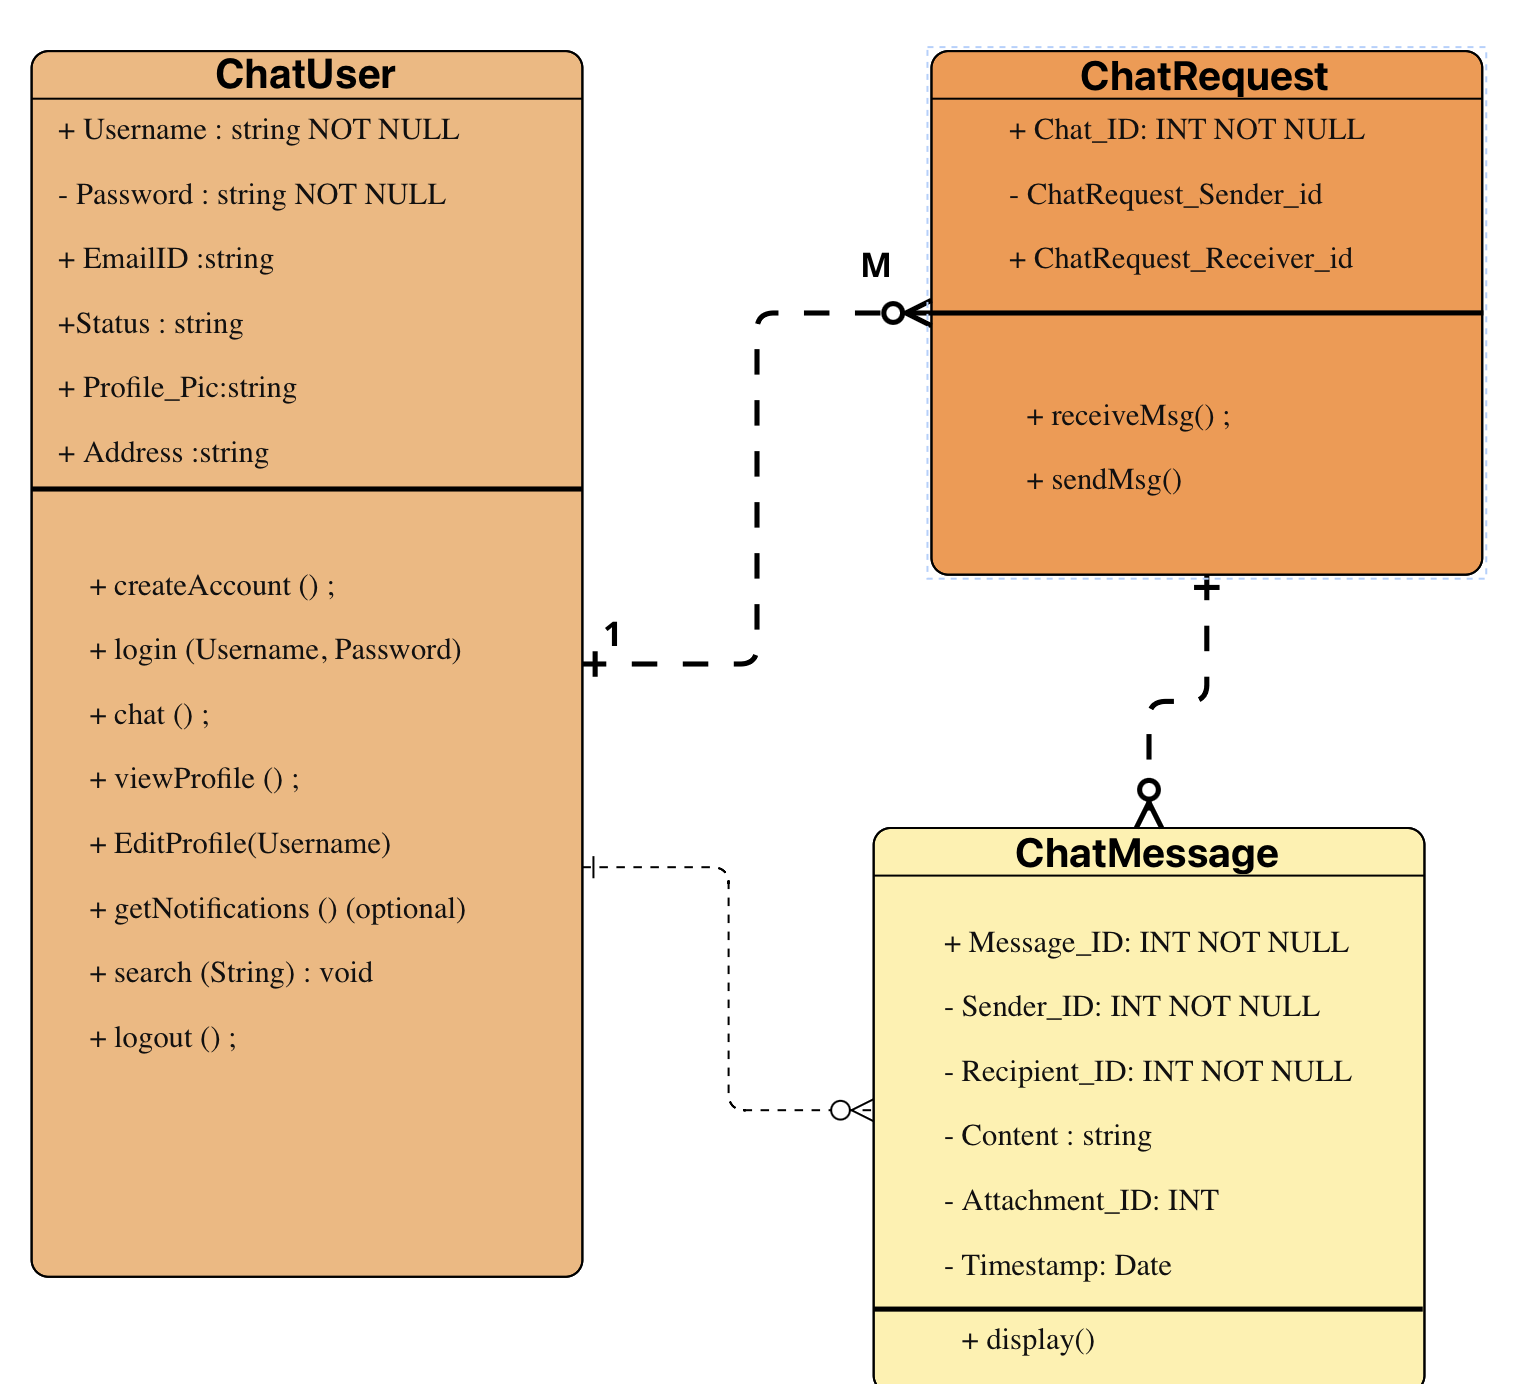 ChatUser
+ Username : string NOT NULL
- Password : string NOT NULL
+ EmailID :string
+Status : string
+ Profile_Pic:string
+ Address :string
+ createAccount () ;
+ login (Username, Password)
+ chat () ;
+ viewProfile () ;
+ EditProfile(Username)
+ getNotifications () (optional)
+ search (String) : void
+ logout () ;
1
M
ChatRequest
+ Chat_ID: INT NOT NULL
- ChatRequest_Sender_id
+ ChatRequest_Receiver_id
+ receiveMsg() ;
+ sendMsg()
ChatMessage
+ Message_ID: INT NOT NULL
- Sender_ID: INT NOT NULL
- Recipient_ID: INT NOT NULL
- Content : string
- Attachment_ID: INT
- Timestamp: Date
+ display()